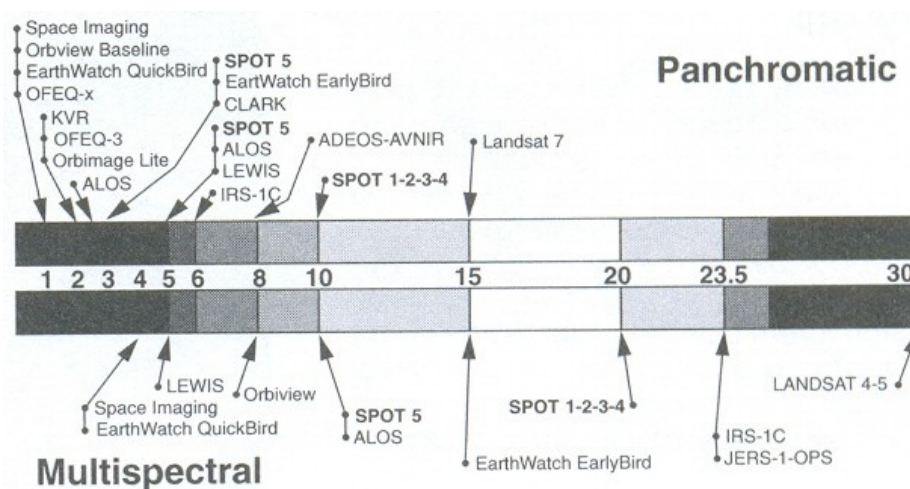 Space Imaging
Orbview Baseline
EarthWatch QuickBird
OFEQ-x
KVR
OFEQ-3
Orbimage Lite
ALOS
SPOT 5
EartWatch EarlyBird
CLARK
SPOT 5
ALOS
LEWIS
IRS-1C
ADEOS-AVNIR
SPOT 1-2-3-4
Landsat 7
Panchromatic
1 2 3 4 5 6 8 10 15 20 23.5 30
LEWIS
Space Imaging
EarthWatch QuickBird
Orbiview
SPOT 5
ALOS
EarthWatch EarlyBird
SPOT 1-2-3-4
IRS-1C
JERS-1-OPS
LANDSAT 4-5
Multispectral